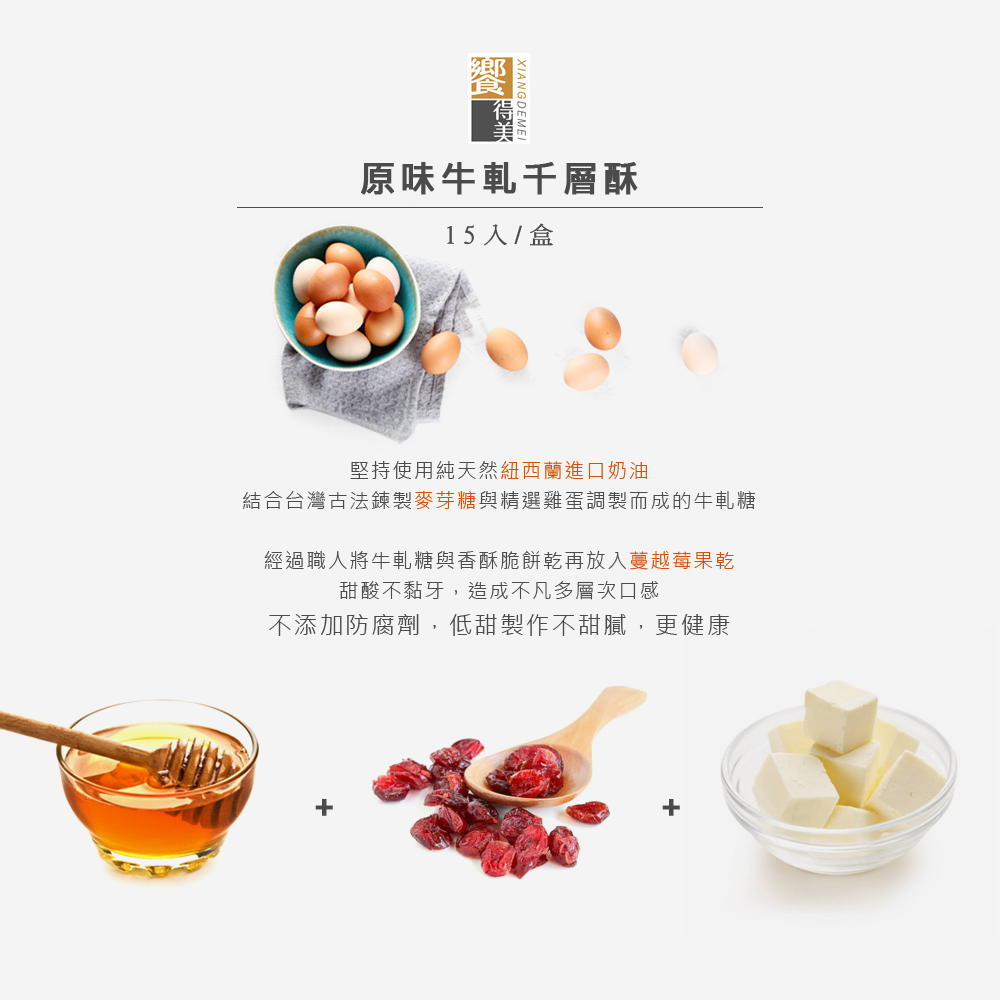 饗
得
美
XIANGDEMEI
原味牛軋千層酥
15入/盒
堅持使用純天然紐西蘭進口奶油
結合台灣古法鍊製麥芽糖與精選雞蛋調製而成的牛軋糖
經過職人將牛軋糖與香酥脆餅乾再放入蔓越莓果乾
甜酸不黏牙，造成不凡多層次口感
不添加防腐劑，低甜製作不甜膩，更健康
+
+